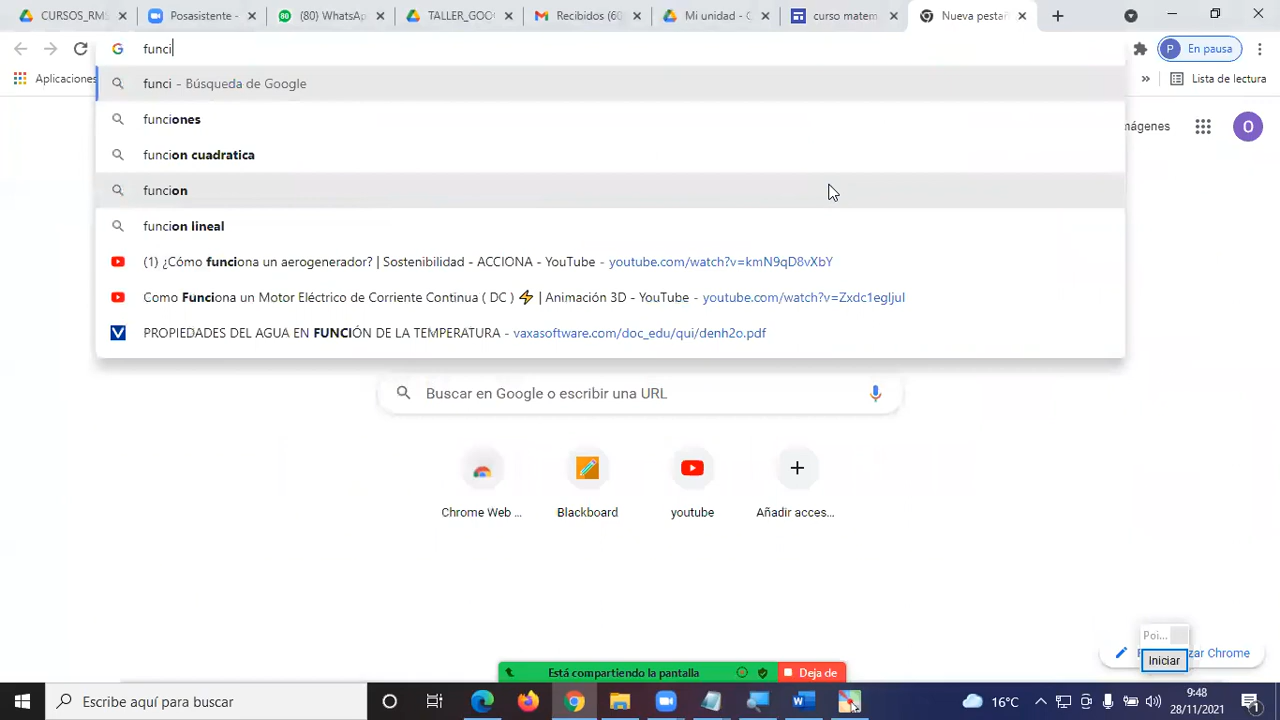 CURSOS_RM
Posasistente -
(80) WhatsAp
TALLER_GOO
Recibidos (60
Mi unidad - G
curso matem
Nueva pestañ
funci
En pausa
Aplicaciones
Lista de lectura
funci - Búsqueda de Google
funciones
funcion cuadratica
funcion
funcion lineal
(1) ¿Cómo funciona un aerogenerador? | Sostenibilidad - ACCIONA - YouTube - youtube.com/watch?v=kmN9qD8vXbY
Como Funciona un Motor Eléctrico de Corriente Continua ( DC ) ⚡ | Animación 3D - YouTube - youtube.com/watch?v=Zxdc1egIjuI
PROPIEDADES DEL AGUA EN FUNCIÓN DE LA TEMPERATURA - vaxasoftware.com/doc_edu/qui/denh2o.pdf
mágenes
O
Buscar en Google o escribir una URL
Chrome Web ...
Blackboard
youtube
Añadir acces...
Poi...
zar Chrome
Iniciar
Está compartiendo la pantalla
Deja de
Escribe aquí para buscar
16°C
9:48
28/11/2021